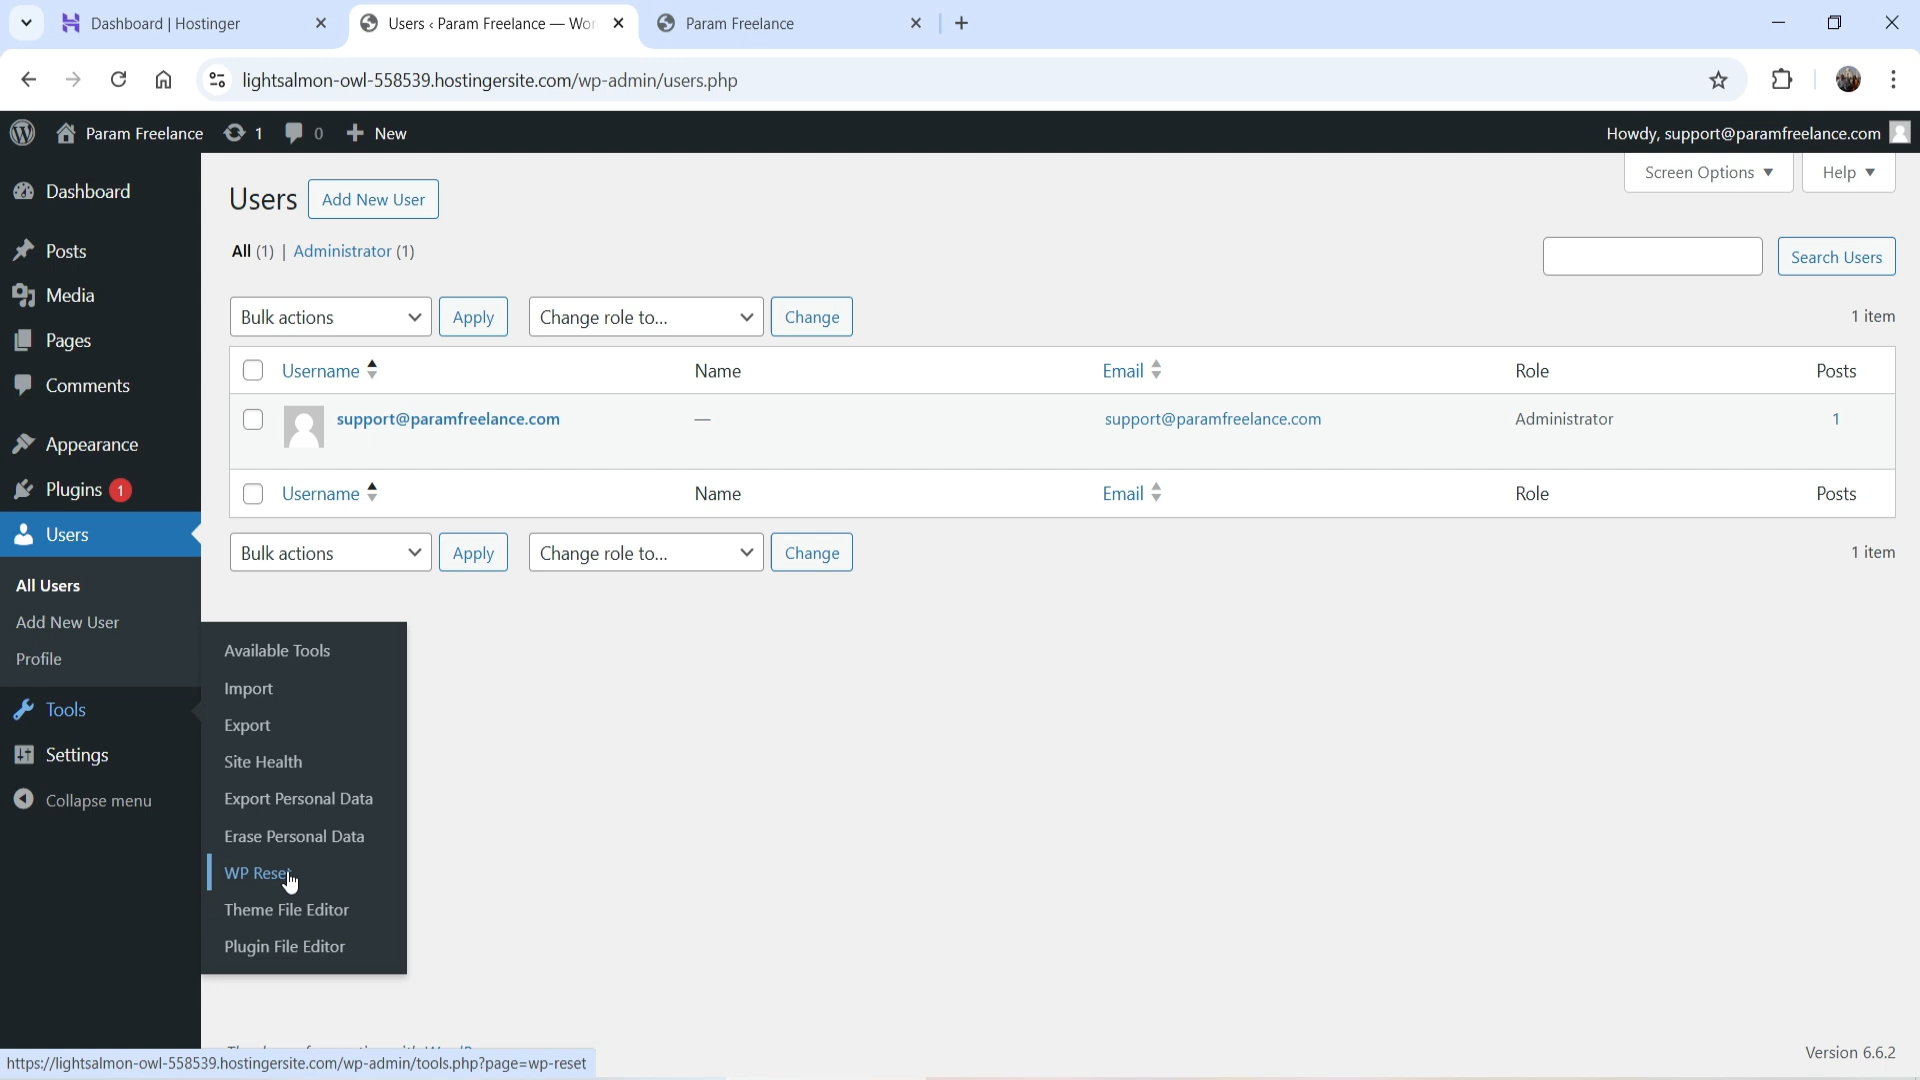 Dashboard | Hostinger
Users ‹ Param Freelance — Wor
Param Freelance
lightsalmon-owl-558539.hostingersite.com/wp-admin/users.php
Param Freelance 1 0 New
Howdy, support@paramfreelance.com
Dashboard
Posts
Media
Pages
Comments
Appearance
Plugins 1
Users
All Users
Add New User
Profile
Tools
Settings
Collapse menu
Screen Options
Help
Users
Add New User
All (1) | Administrator (1)
Search Users
Bulk actions
Apply
Change role to...
Change
1 item
Username Name Email Role Posts
support@paramfreelance.com — support@paramfreelance.com Administrator 1
Username Name Email Role Posts
Bulk actions
Apply
Change role to...
Change
1 item
Available Tools
Import
Export
Site Health
Export Personal Data
Erase Personal Data
WP Reset
Theme File Editor
Plugin File Editor
Version 6.6.2
https://lightsalmon-owl-558539.hostingersite.com/wp-admin/tools.php?page=wp-reset